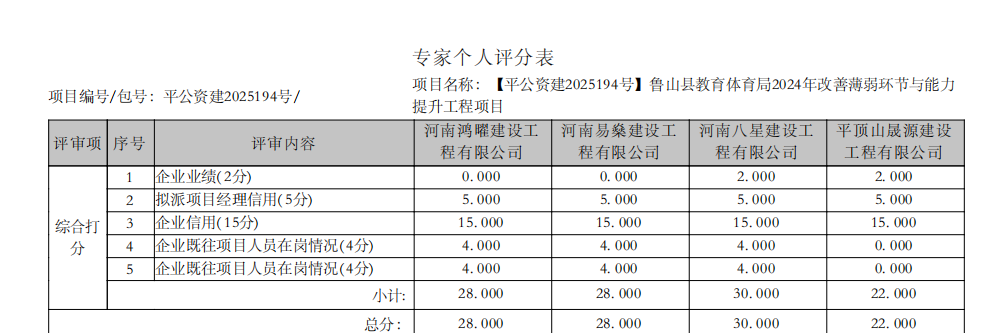 专家个人评分表
项目编号/包号：平公资建2025194号/
项目名称：【平公资建2025194号】鲁山县教育体育局2024年改善薄弱环节与能力
提升工程项目
评审项 序号 评审内容 河南鸿曜建设工程有限公司 河南易燊建设工程有限公司 河南八星建设工程有限公司 平顶山晟源建设工程有限公司
综合打分
1 企业业绩(2分) 0.000 0.000 2.000 2.000
2 拟派项目经理信用(5分) 5.000 5.000 5.000 5.000
3 企业信用(15分) 15.000 15.000 15.000 15.000
4 企业既往项目人员在岗情况(4分) 4.000 4.000 4.000 0.000
5 企业既往项目人员在岗情况(4分) 4.000 4.000 4.000 0.000
小计: 28.000 28.000 30.000 22.000
总分: 28.000 28.000 30.000 22.000